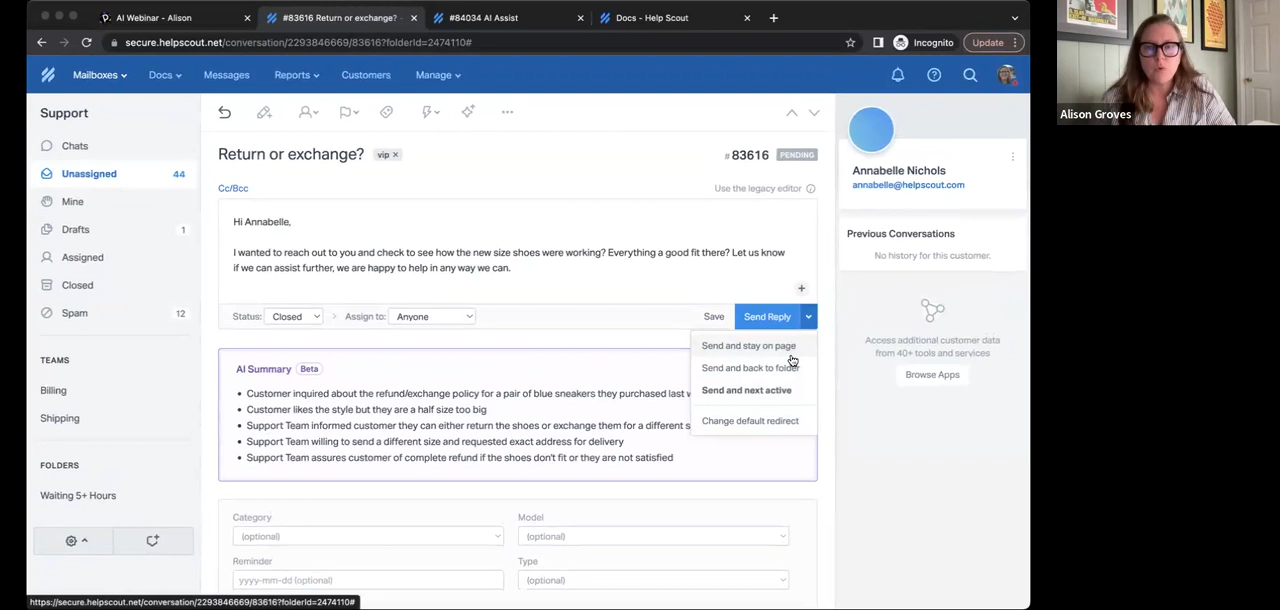 AI Webinar - Alison
#83616 Return or exchange? -
#84034 AI Assist
Docs - Help Scout
secure.helpscout.net/conversation/2293846669/83616?folderId=2474110#
Incognito
Update
Mailboxes
Docs
Messages
Reports
Customers
Manage
Support
Chats
Unassigned 44
Mine
Drafts 1
Assigned
Closed
Spam 12
TEAMS
Billing
Shipping
FOLDERS
Waiting 5+ Hours
Return or exchange? vip
#83616 PENDING
Cc/Bcc
Use the legacy editor
Hi Annabelle,
I wanted to reach out to you and check to see how the new size shoes were working? Everything a good fit there? Let us know
if we can assist further, we are happy to help in any way we can.
Status: Closed
Assign to: Anyone
Save
Send Reply
Send and stay on page
Send and back to folder
Send and next active
Change default redirect
AI Summary Beta
• Customer inquired about the refund/exchange policy for a pair of blue sneakers they purchased last
• Customer likes the style but they are a half size too big
• Support Team informed customer they can either return the shoes or exchange them for a different
• Support Team willing to send a different size and requested exact address for delivery
• Support Team assures customer of complete refund if the shoes don't fit or they are not satisfied
Category
(optional)
Model
(optional)
Reminder
yyyy-mm-dd (optional)
Type
(optional)
Annabelle Nichols
annabelle@helpscout.com
Previous Conversations
No history for this customer.
Access additional customer data
from 40+ tools and services
Browse Apps
https://secure.helpscout.net/conversation/2293846669/83616?folderId=2474110#
Alison Groves